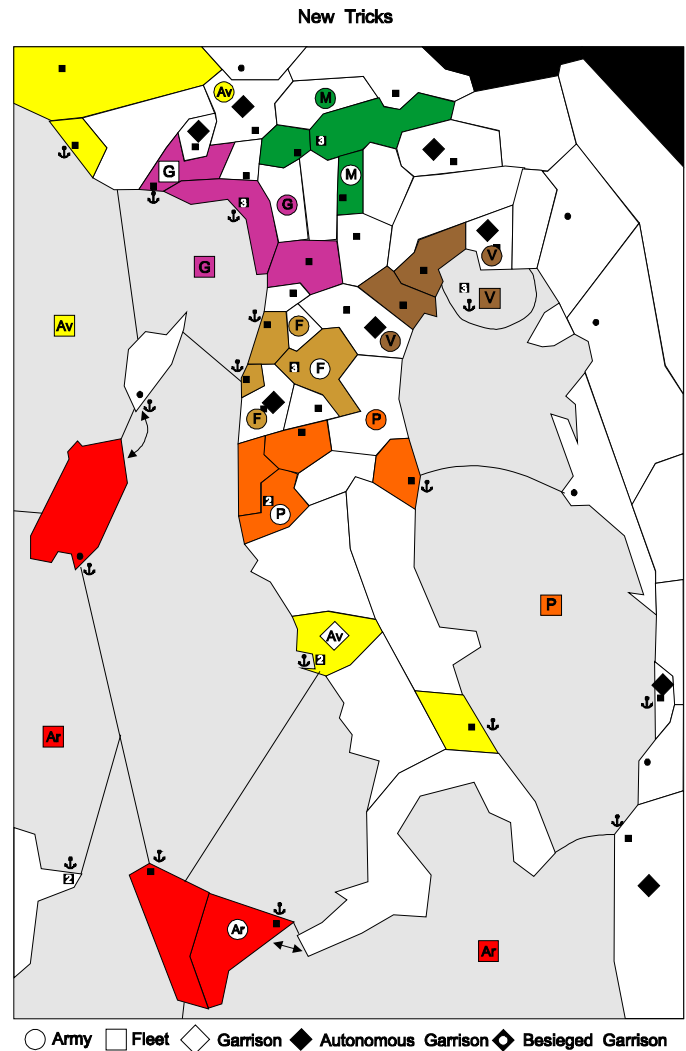 New Tricks
Av
M
3
G
M
G
3
G
V
3
V
Av
F
V
3
F
F
P
2
P
P
Av
2
Ar
2
Ar
Ar
Army Fleet Garrison Autonomous Garrison Besieged Garrison